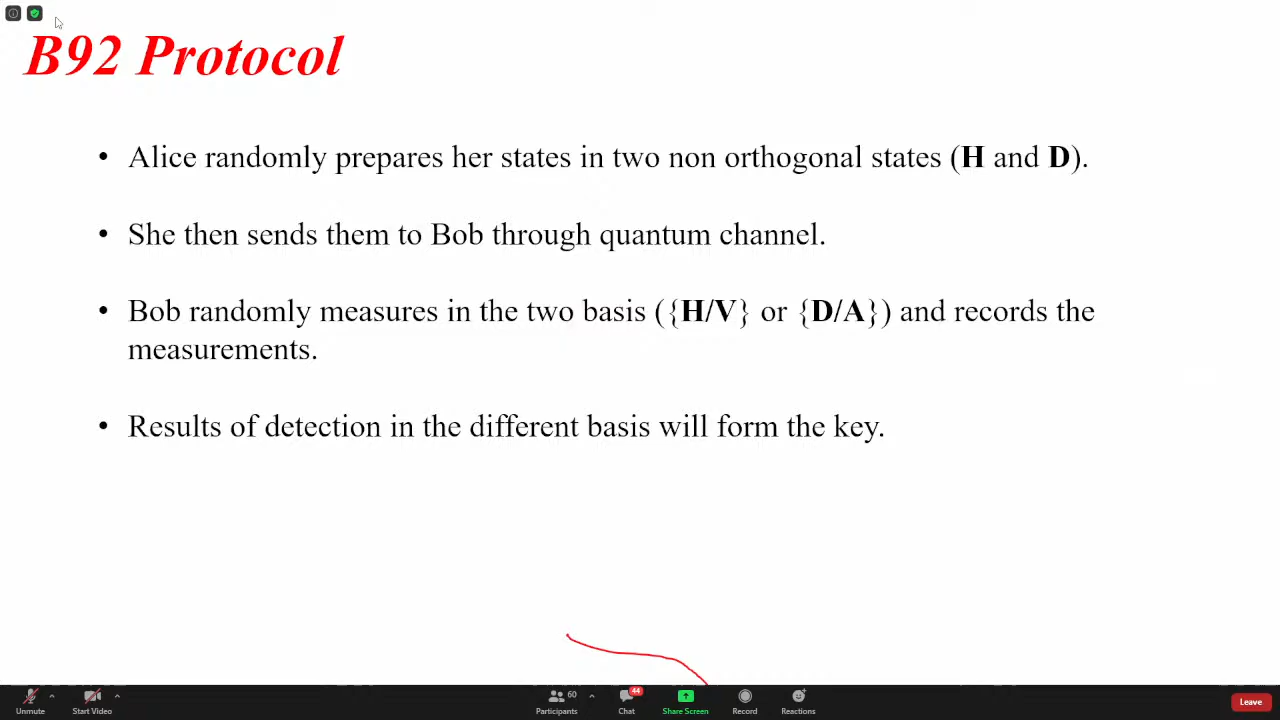 B92 Protocol
• Alice randomly prepares her states in two non orthogonal states (H and D).
• She then sends them to Bob through quantum channel.
• Bob randomly measures in the two basis ({H/V} or {D/A}) and records the
measurements.
• Results of detection in the different basis will form the key.
60
44
Unmute
Start Video
Participants
Chat
Share Screen
Record
Reactions
Leave